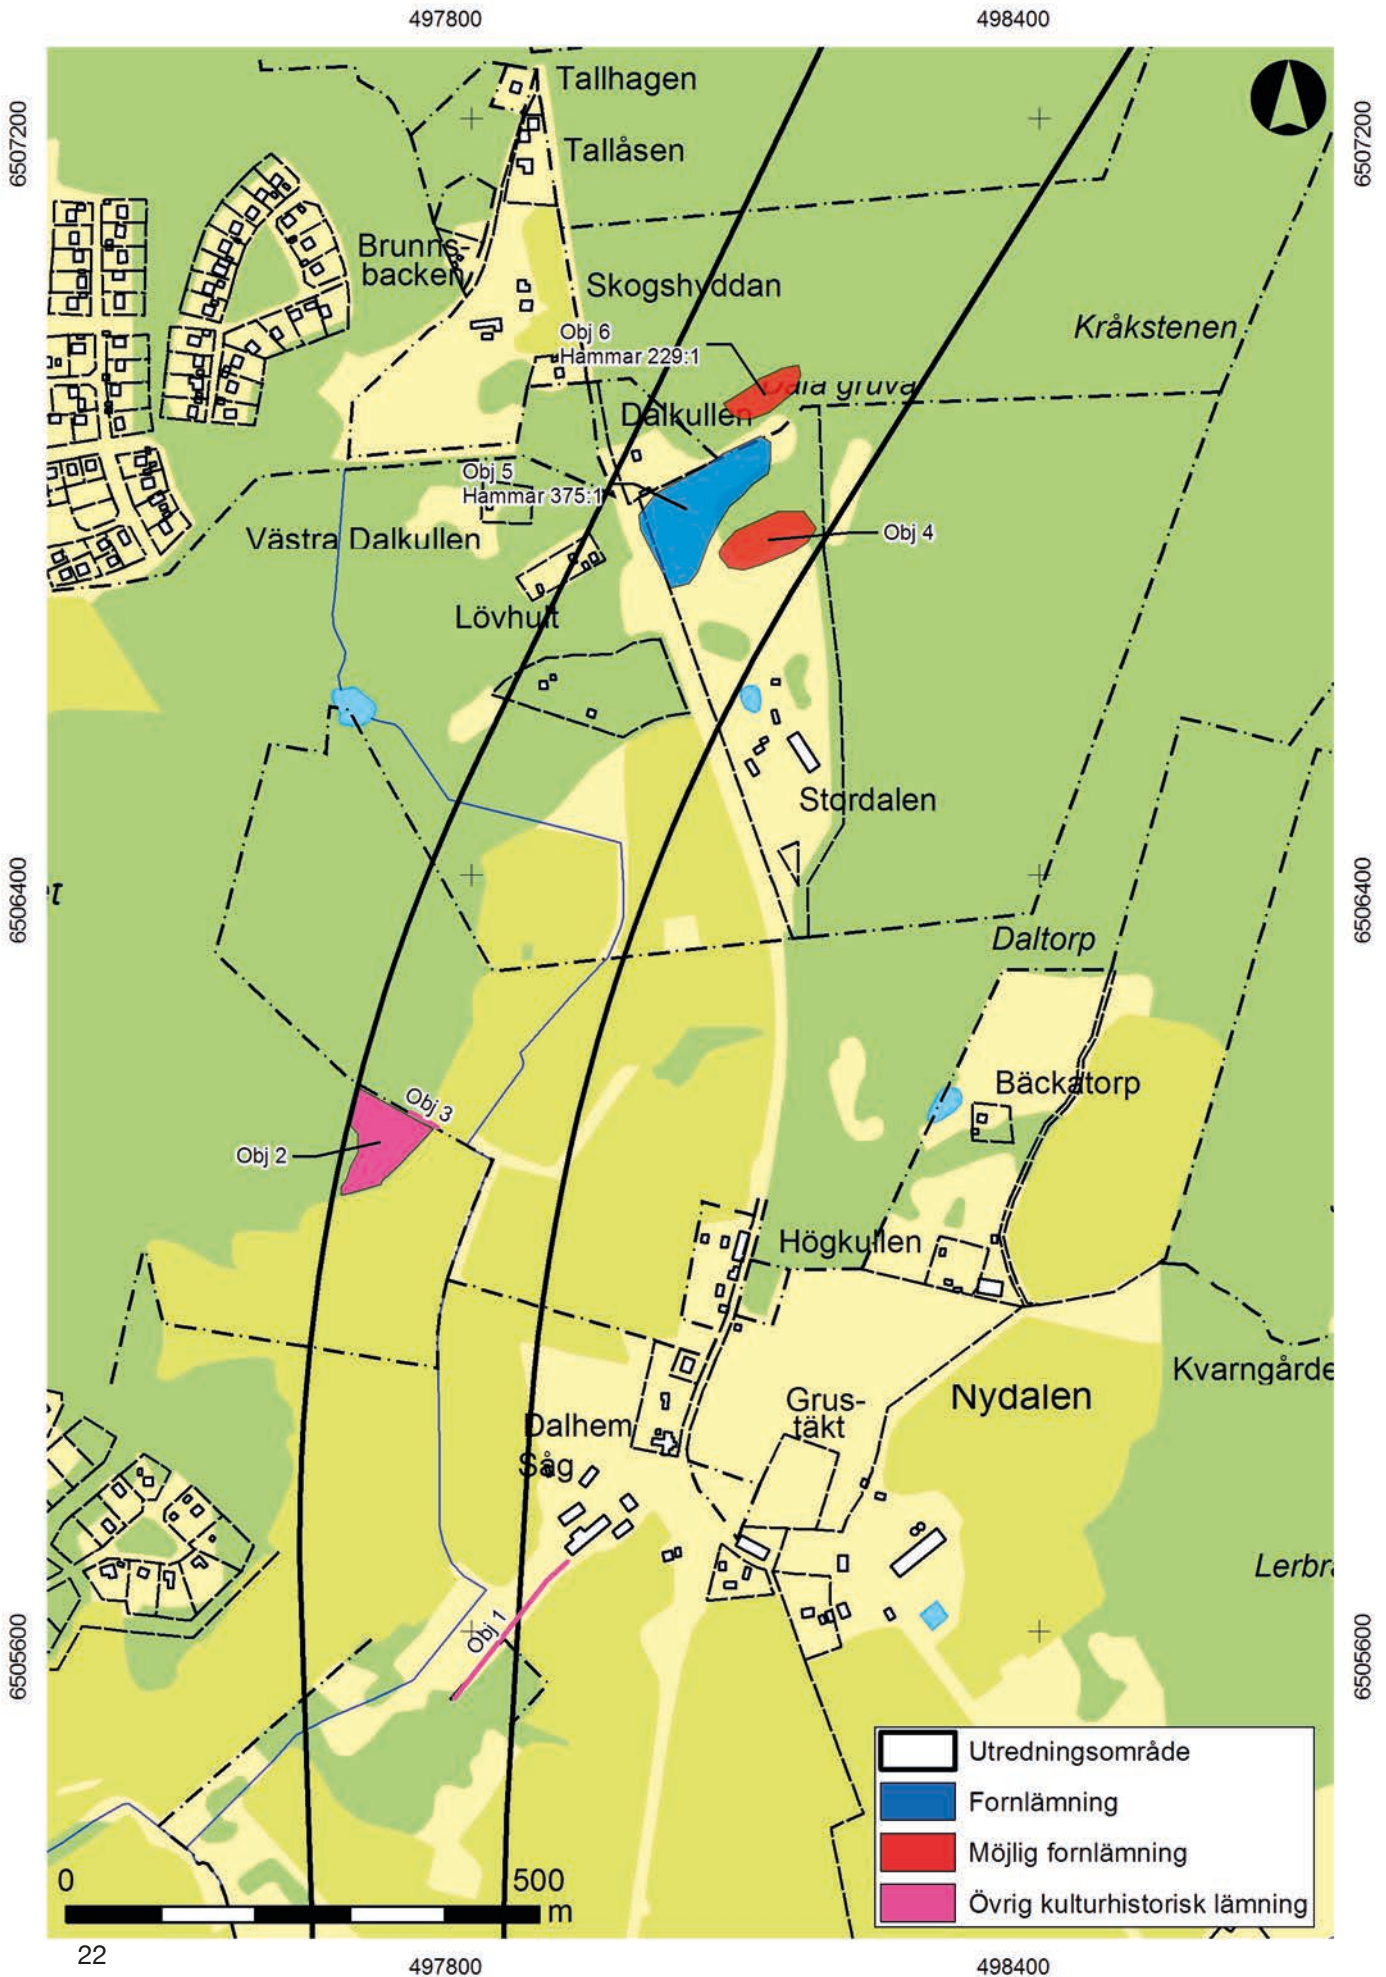 497800
498400
6507200
6507200
Tallhagen
Tallåsen
Brunns-
backen
Skogshyddan
Kråkstenen
Obj 6
Hammar 229:1
Dala gruva
Dalkullen
Obj 5
Hammar 375:1
Västra Dalkullen
Obj 4
Lövhult
Stordalen
6506400
6506400
Daltorp
Bäckatorp
Obj 3
Obj 2
Högkullen
Kvarngårde
Nydalen
Grus-
täkt
Dalhem
Såg
Obj 1
6505600
6505600
Utredningsområde
Fornlämning
Möjlig fornlämning
Övrig kulturhistorisk lämning
0
500
m
22
497800
498400